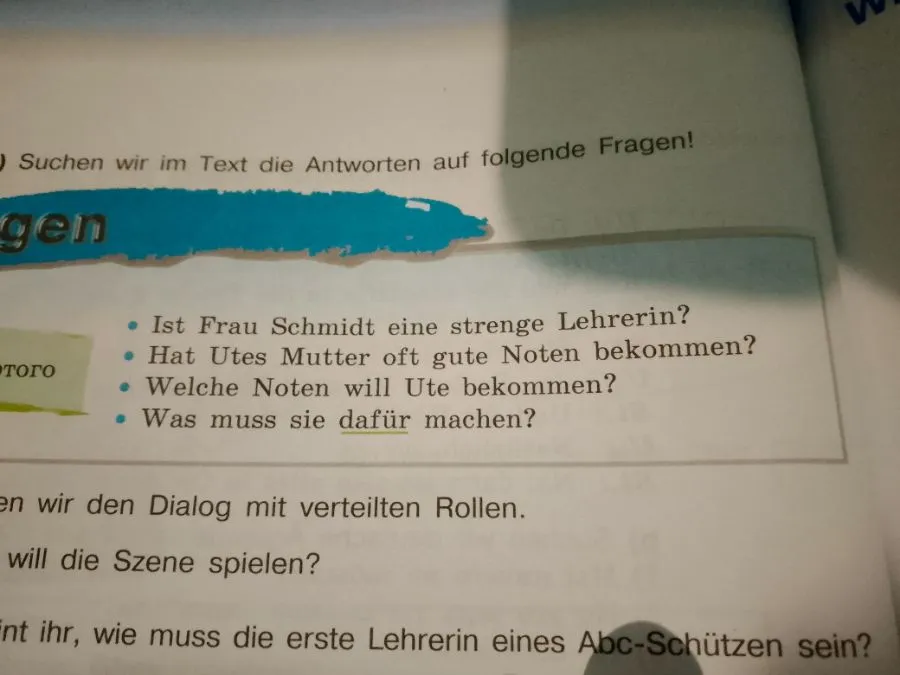 ) Suchen wir im Text die Antworten auf folgende Fragen!
gen
• Ist Frau Schmidt eine strenge Lehrerin?
• Hat Utes Mutter oft gute Noten bekommen?
этого
• Welche Noten will Ute bekommen?
• Was muss sie dafür machen?
en wir den Dialog mit verteilten Rollen.
will die Szene spielen?
int ihr, wie muss die erste Lehrerin eines Abc-Schützen sein?